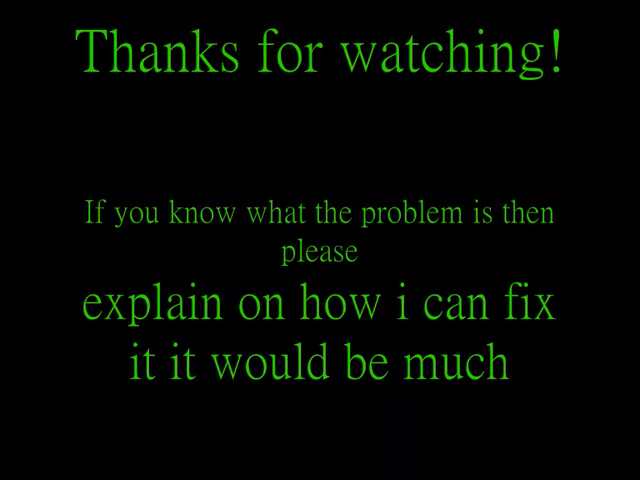 Thanks for watching!
If you know what the problem is then
please
explain on how i can fix
it it would be much